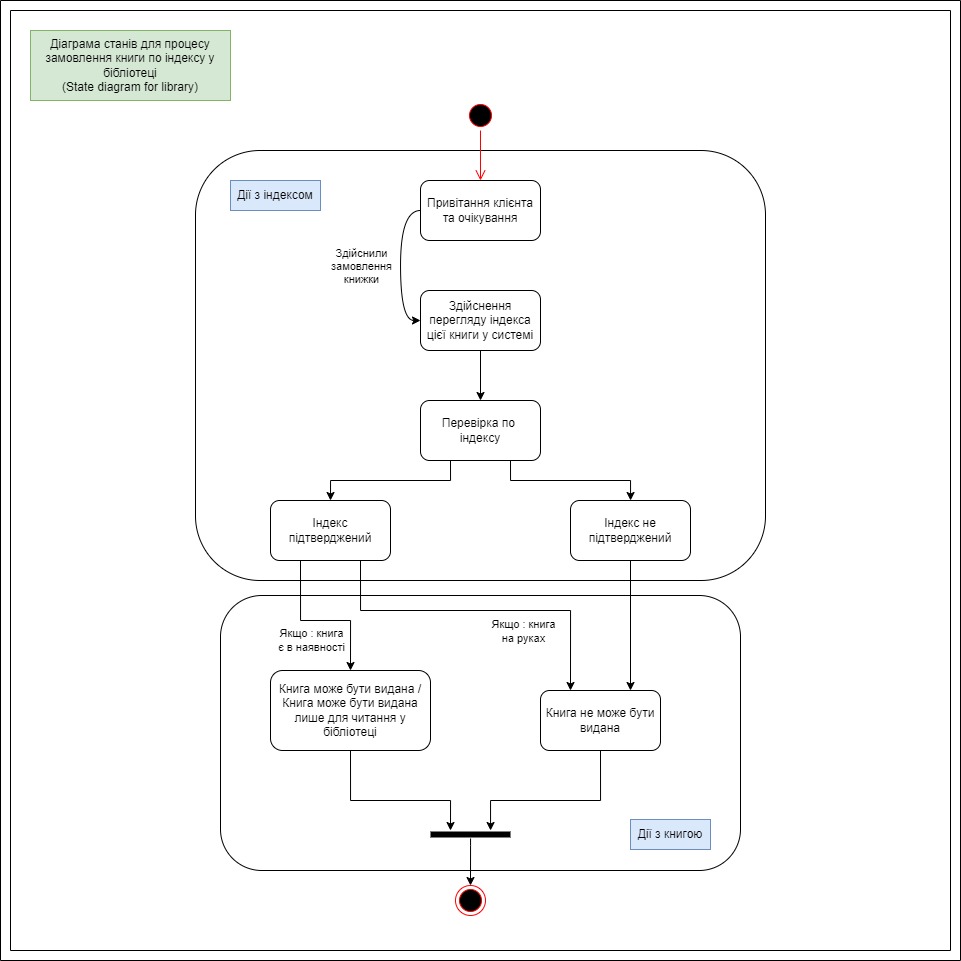 Діаграма станів для процесу
замовлення книги по індексу у
бібліотеці
(State diagram for library)
Дії з індексом
Привітання клієнта
та очікування
Здійснили
замовлення
книжки
Здійснення
перегляду індекса
цієї книги у системі
Перевірка по
індексу
Індекс
підтверджений
Індекс не
підтверджений
Якщо : книга
є в наявності
Якщо : книга
на руках
Книга може бути видана /
Книга може бути видана
лише для читання у
бібліотеці
Книга не може бути
видана
Дії з книгою